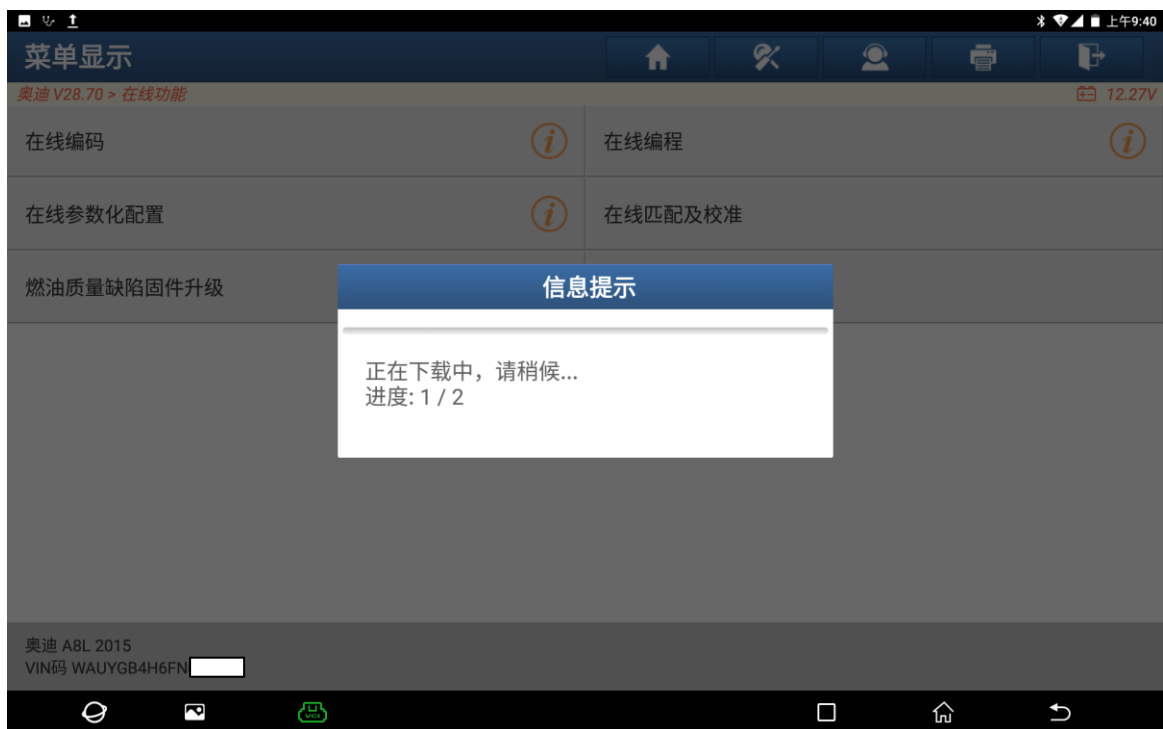 上午9:40
菜单显示
奥迪 V28.70 > 在线功能
12.27V
在线编码
在线编程
在线参数化配置
在线匹配及校准
燃油质量缺陷固件升级
信息提示
正在下载中，请稍候...
进度: 1 / 2
奥迪 A8L 2015
VIN码 WAUYGB4H6FN
VCI